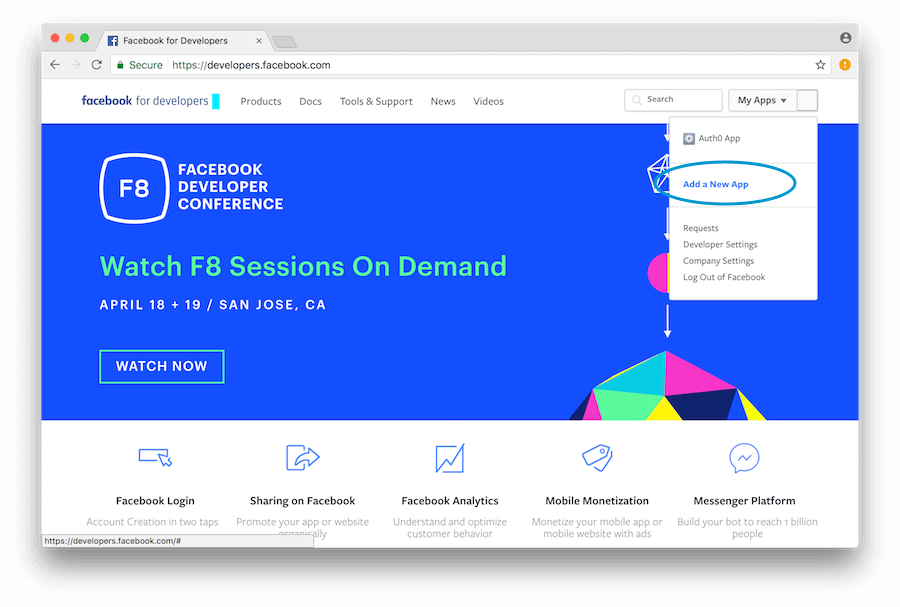 Facebook for Developers
Secure https://developers.facebook.com
facebook for developers Products Docs Tools & Support News Videos Search My Apps
Auth0 App
Add a New App
Requests
Developer Settings
Company Settings
Log Out of Facebook
F8
FACEBOOK
DEVELOPER
CONFERENCE
Watch F8 Sessions On Demand
APRIL 18 + 19 / SAN JOSE, CA
WATCH NOW
Facebook Login
Account Creation in two taps
Sharing on Facebook
Promote your app or website
organically
Facebook Analytics
Understand and optimize
customer behavior
Mobile Monetization
Monetize your mobile app or
mobile website with ads
Messenger Platform
Build your bot to reach 1 billion
people
https://developers.facebook.com/#